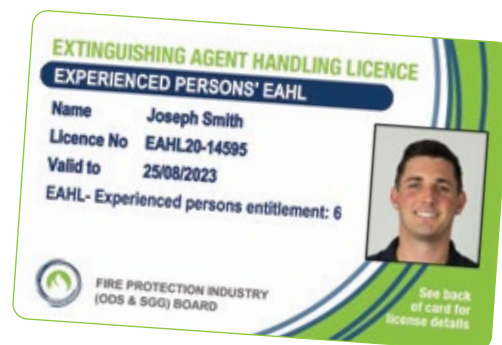 EXTINGUISHING AGENT HANDLING LICENCE
EXPERIENCED PERSONS' EAHL
Name Joseph Smith
Licence No EAHL20-14595
Valid to 25/08/2023
EAHL- Experienced persons entitlement: 6
FIRE PROTECTION INDUSTRY
(ODS & SGG) BOARD
See back
of card for
license details